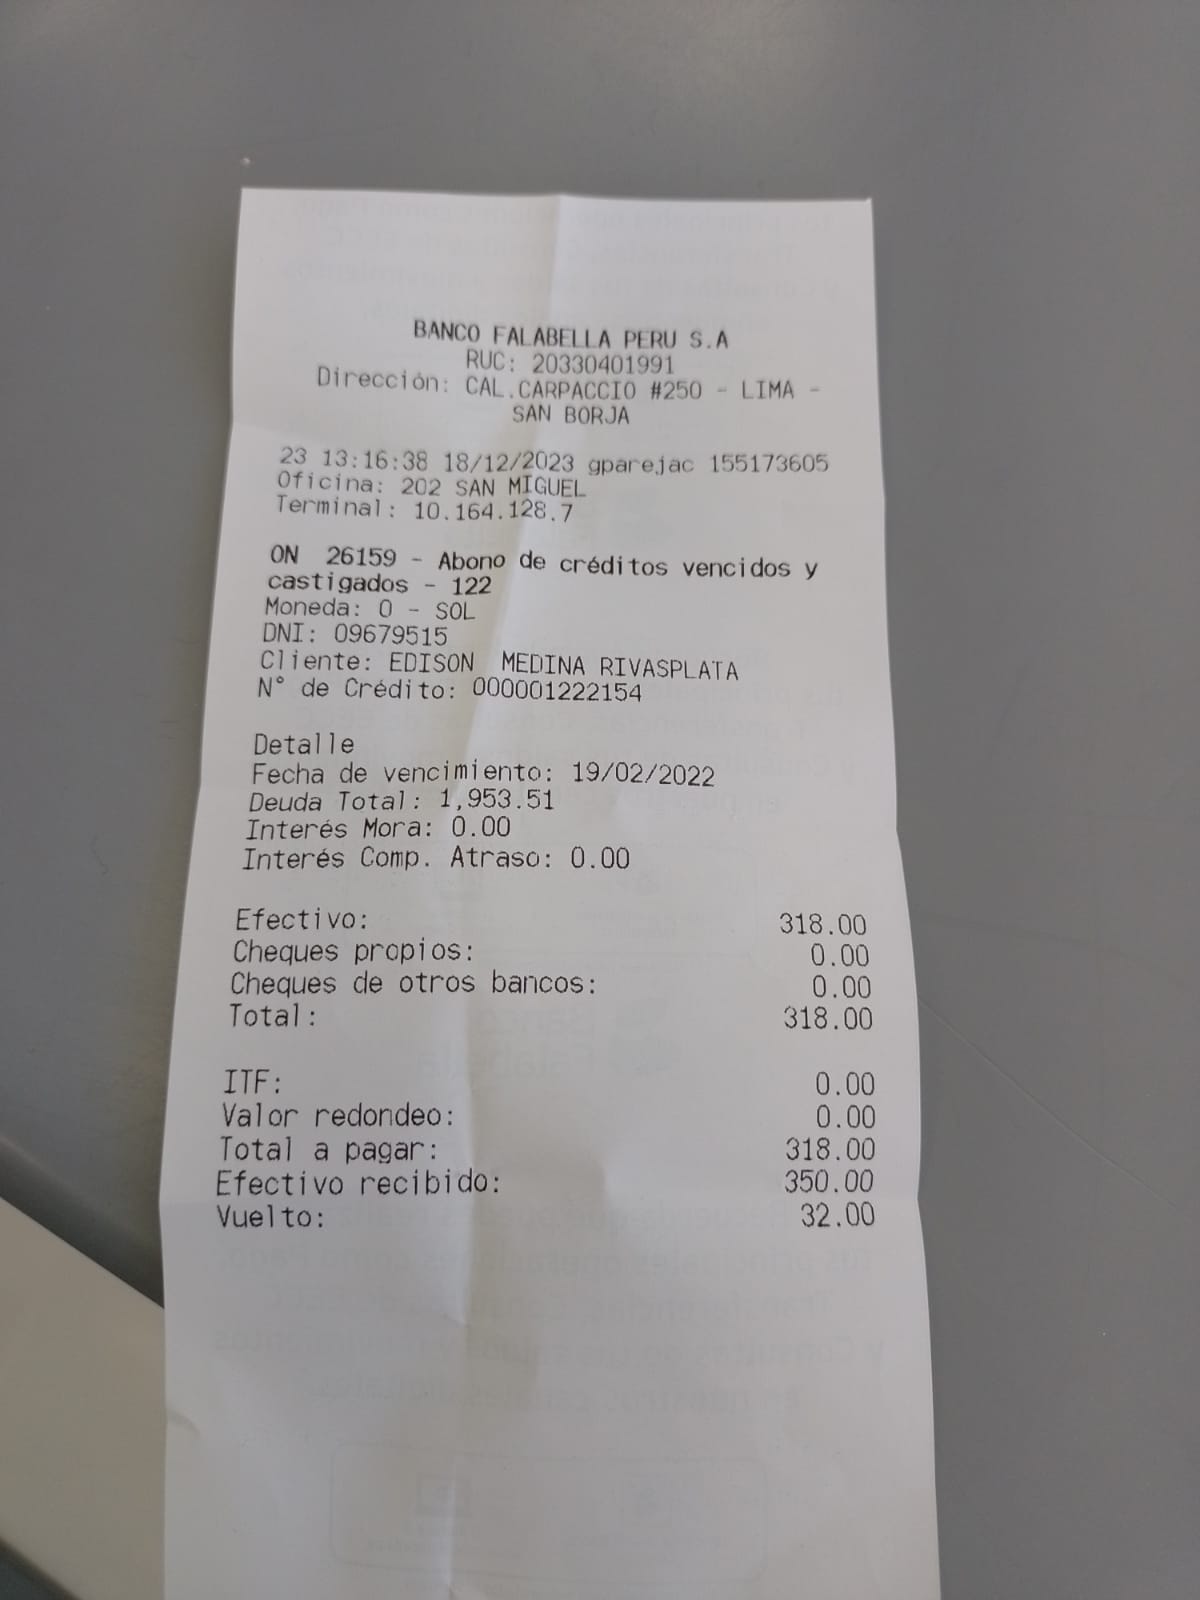 BANCO FALABELLA PERU S.A
RUC: 20330401991
Dirección: CAL.CARPACCIO #250 - LIMA -
SAN BORJA
23 13:16:38 18/12/2023 gparejac 155173605
Oficina: 202 SAN MIGUEL
Terminal: 10.164.128.7
ON 26159 - Abono de créditos vencidos y
castigados - 122
Moneda: 0 - SOL
DNI: 09679515
Cliente: EDISON MEDINA RIVASPLATA
N° de Crédito: 000001222154
Detalle
Fecha de vencimiento: 19/02/2022
Deuda Total: 1,953.51
Interés Mora: 0.00
Interés Comp. Atraso: 0.00
Efectivo: 318.00
Cheques propios: 0.00
Cheques de otros bancos: 0.00
Total: 318.00
ITF: 0.00
Valor redondeo: 0.00
Total a pagar: 318.00
Efectivo recibido: 350.00
Vuelto: 32.00